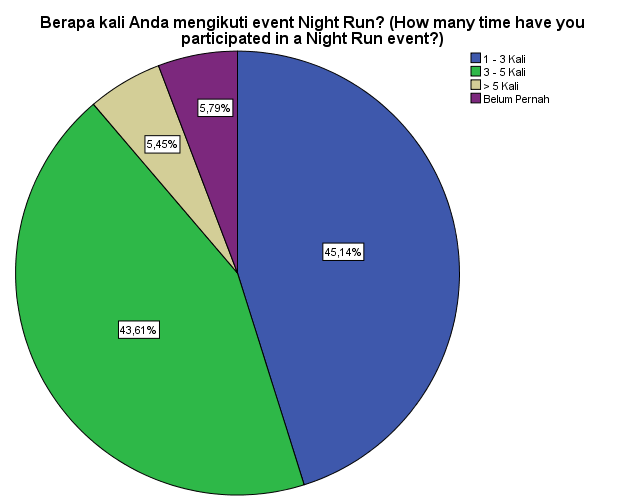 Berapa kali Anda mengikuti event Night Run? (How many time have you
participated in a Night Run event?)
1 - 3 Kali
3 - 5 Kali
> 5 Kali
Belum Pernah
5,79%
5,45%
45,14%
43,61%